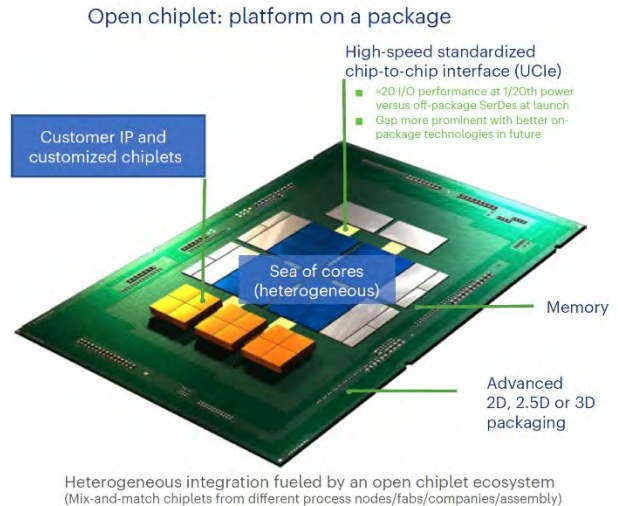 Open chiplet: platform on a package
High-speed standardized
chip-to-chip interface (UCIe)
×20 I/O performance at 1/20th power
versus off-package SerDes at launch
Gap more prominent with better on-
package technologies in future
Customer IP and
customized chiplets
Sea of cores
(heterogeneous)
Memory
Advanced
2D, 2.5D or 3D
packaging
Heterogeneous integration fueled by an open chiplet ecosystem
(Mix-and-match chiplets from different process nodes/fabs/companies/assembly)